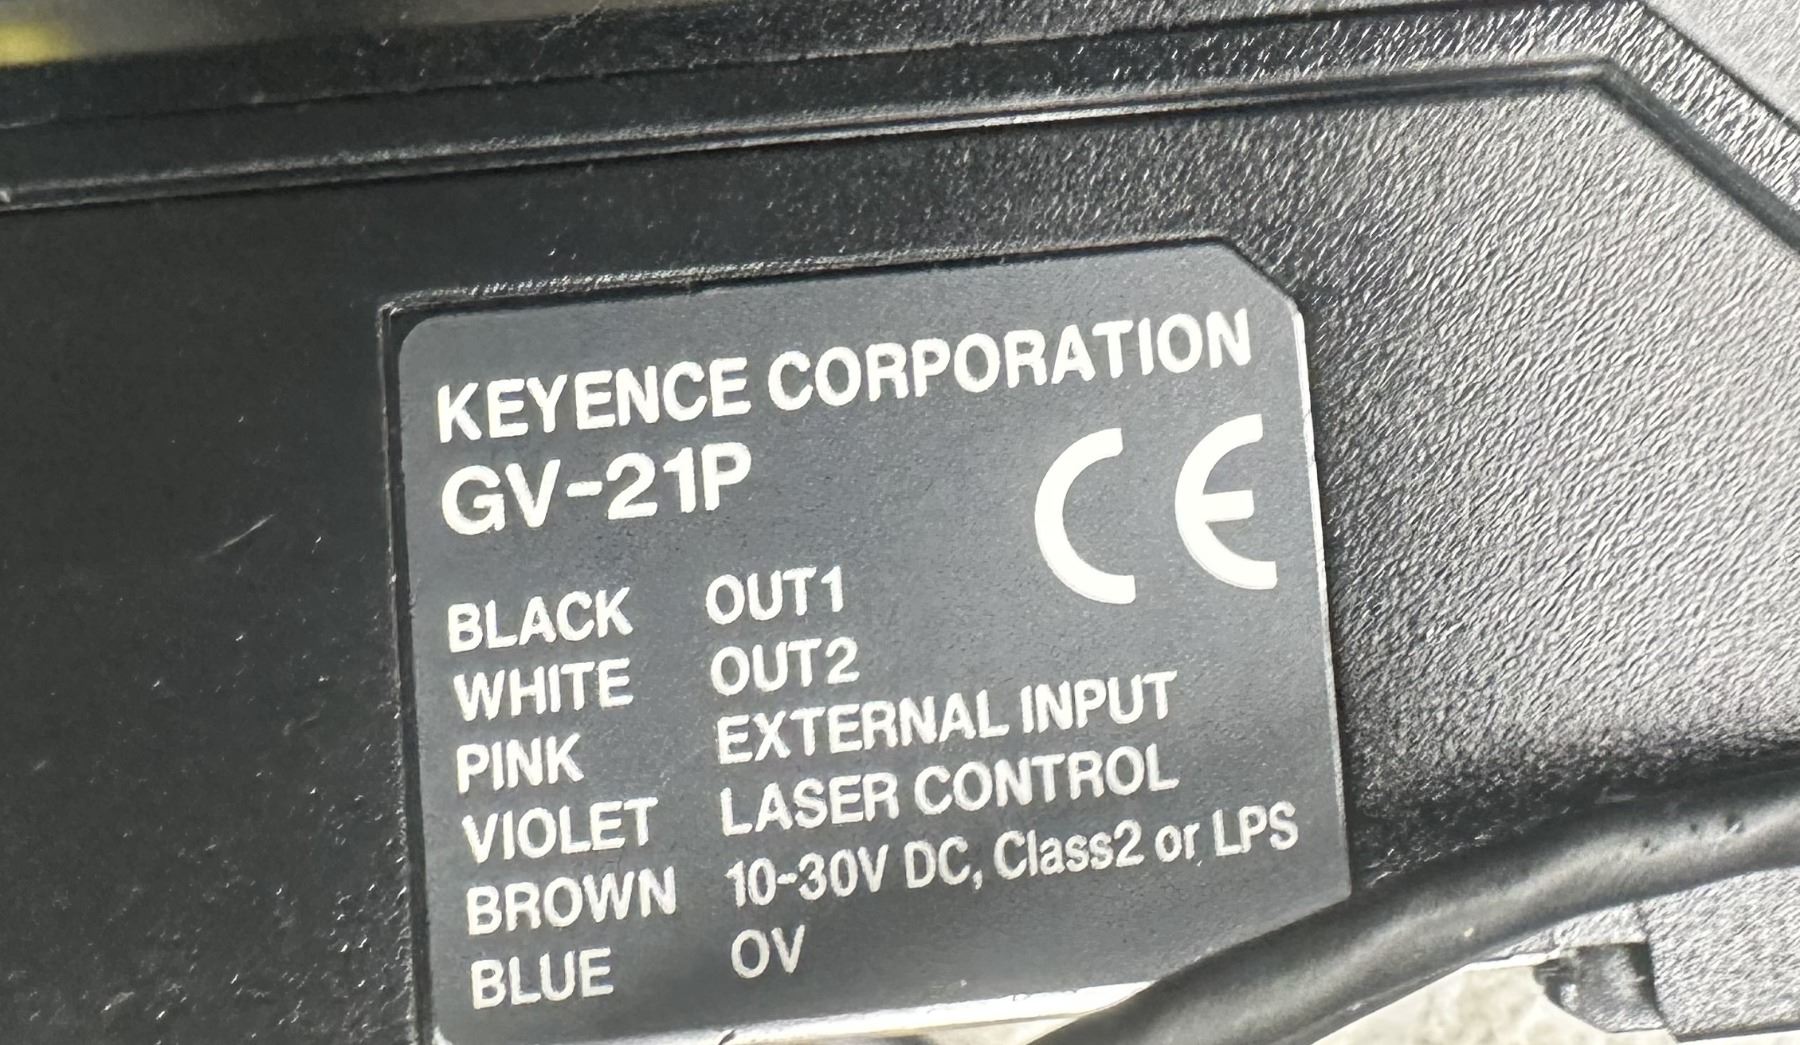 KEYENCE CORPORATION
GV-21P
CE
BLACK OUT1
WHITE OUT2
PINK EXTERNAL INPUT
VIOLET LASER CONTROL
BROWN 10-30V DC, Class2 or LPS
BLUE 0V